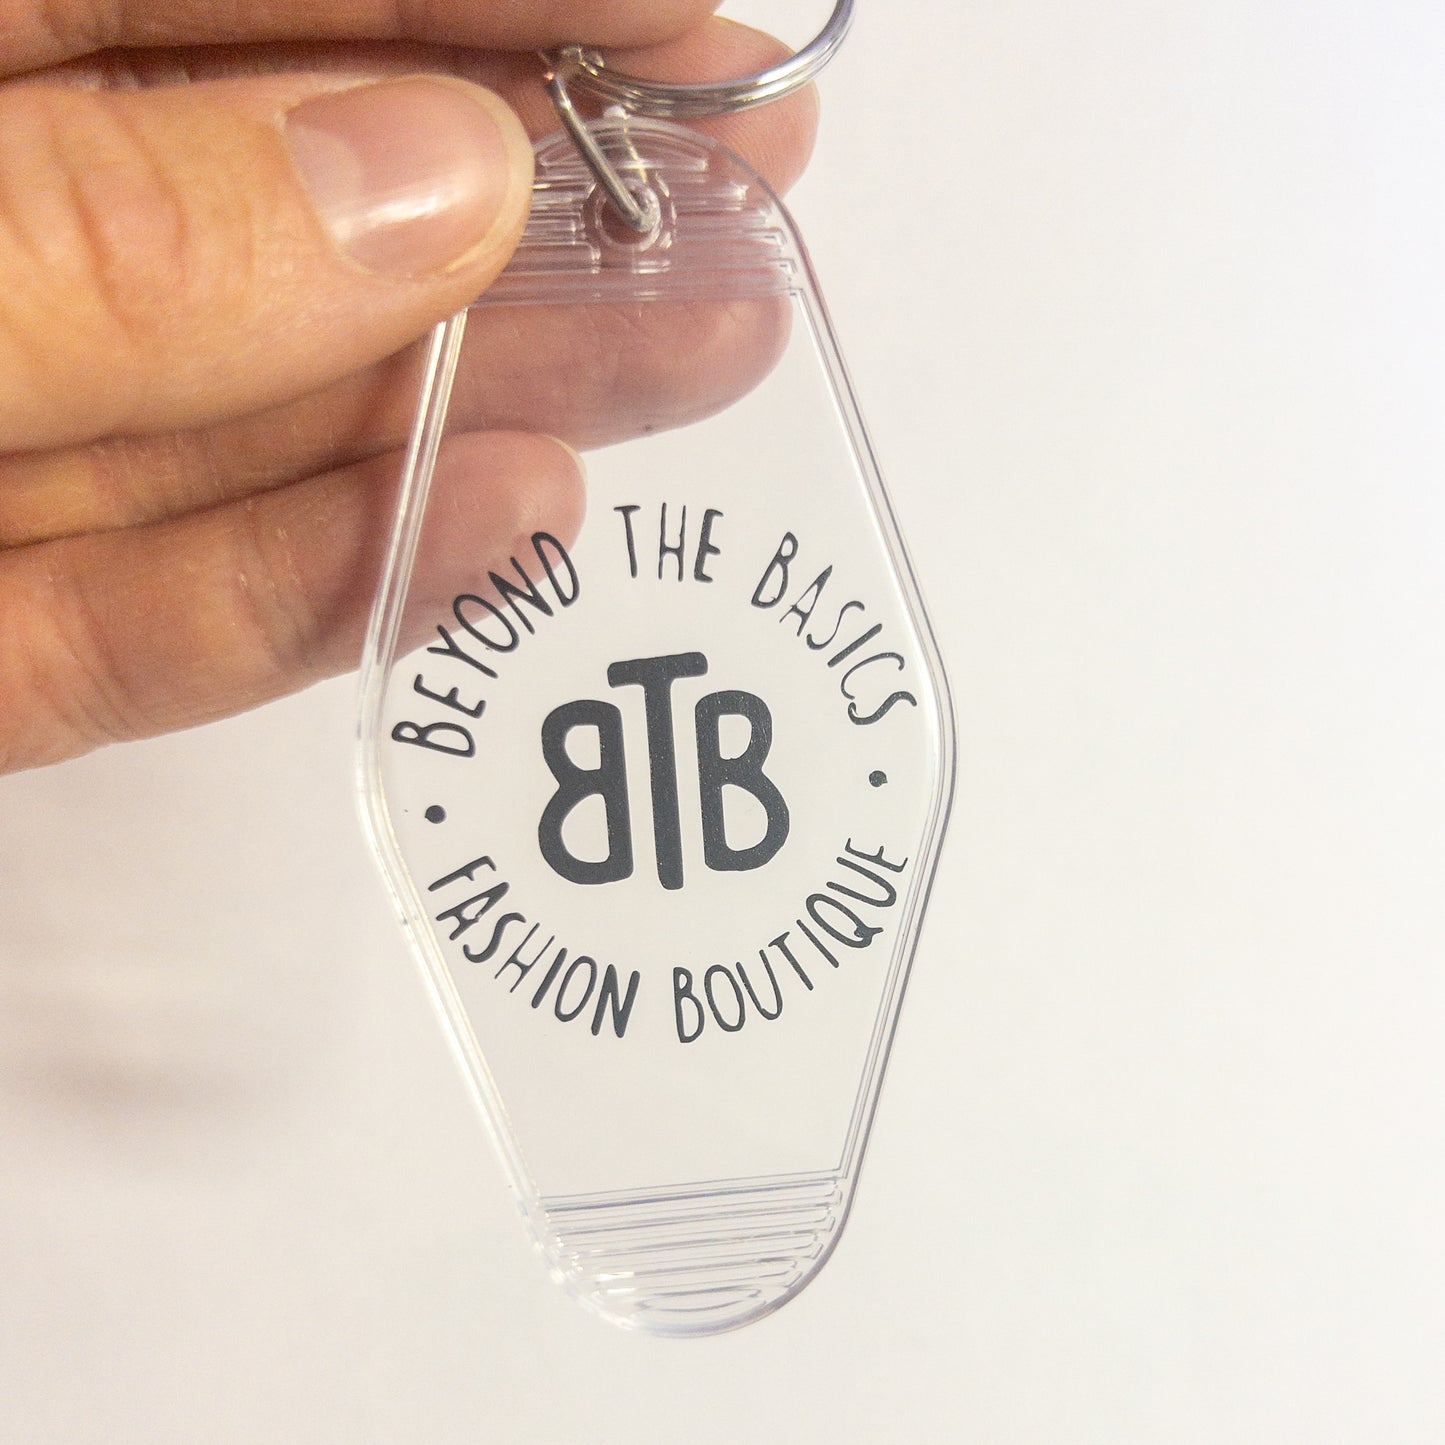 BEYOND THE BASICS
BTB
• FASHION BOUTIQUE •